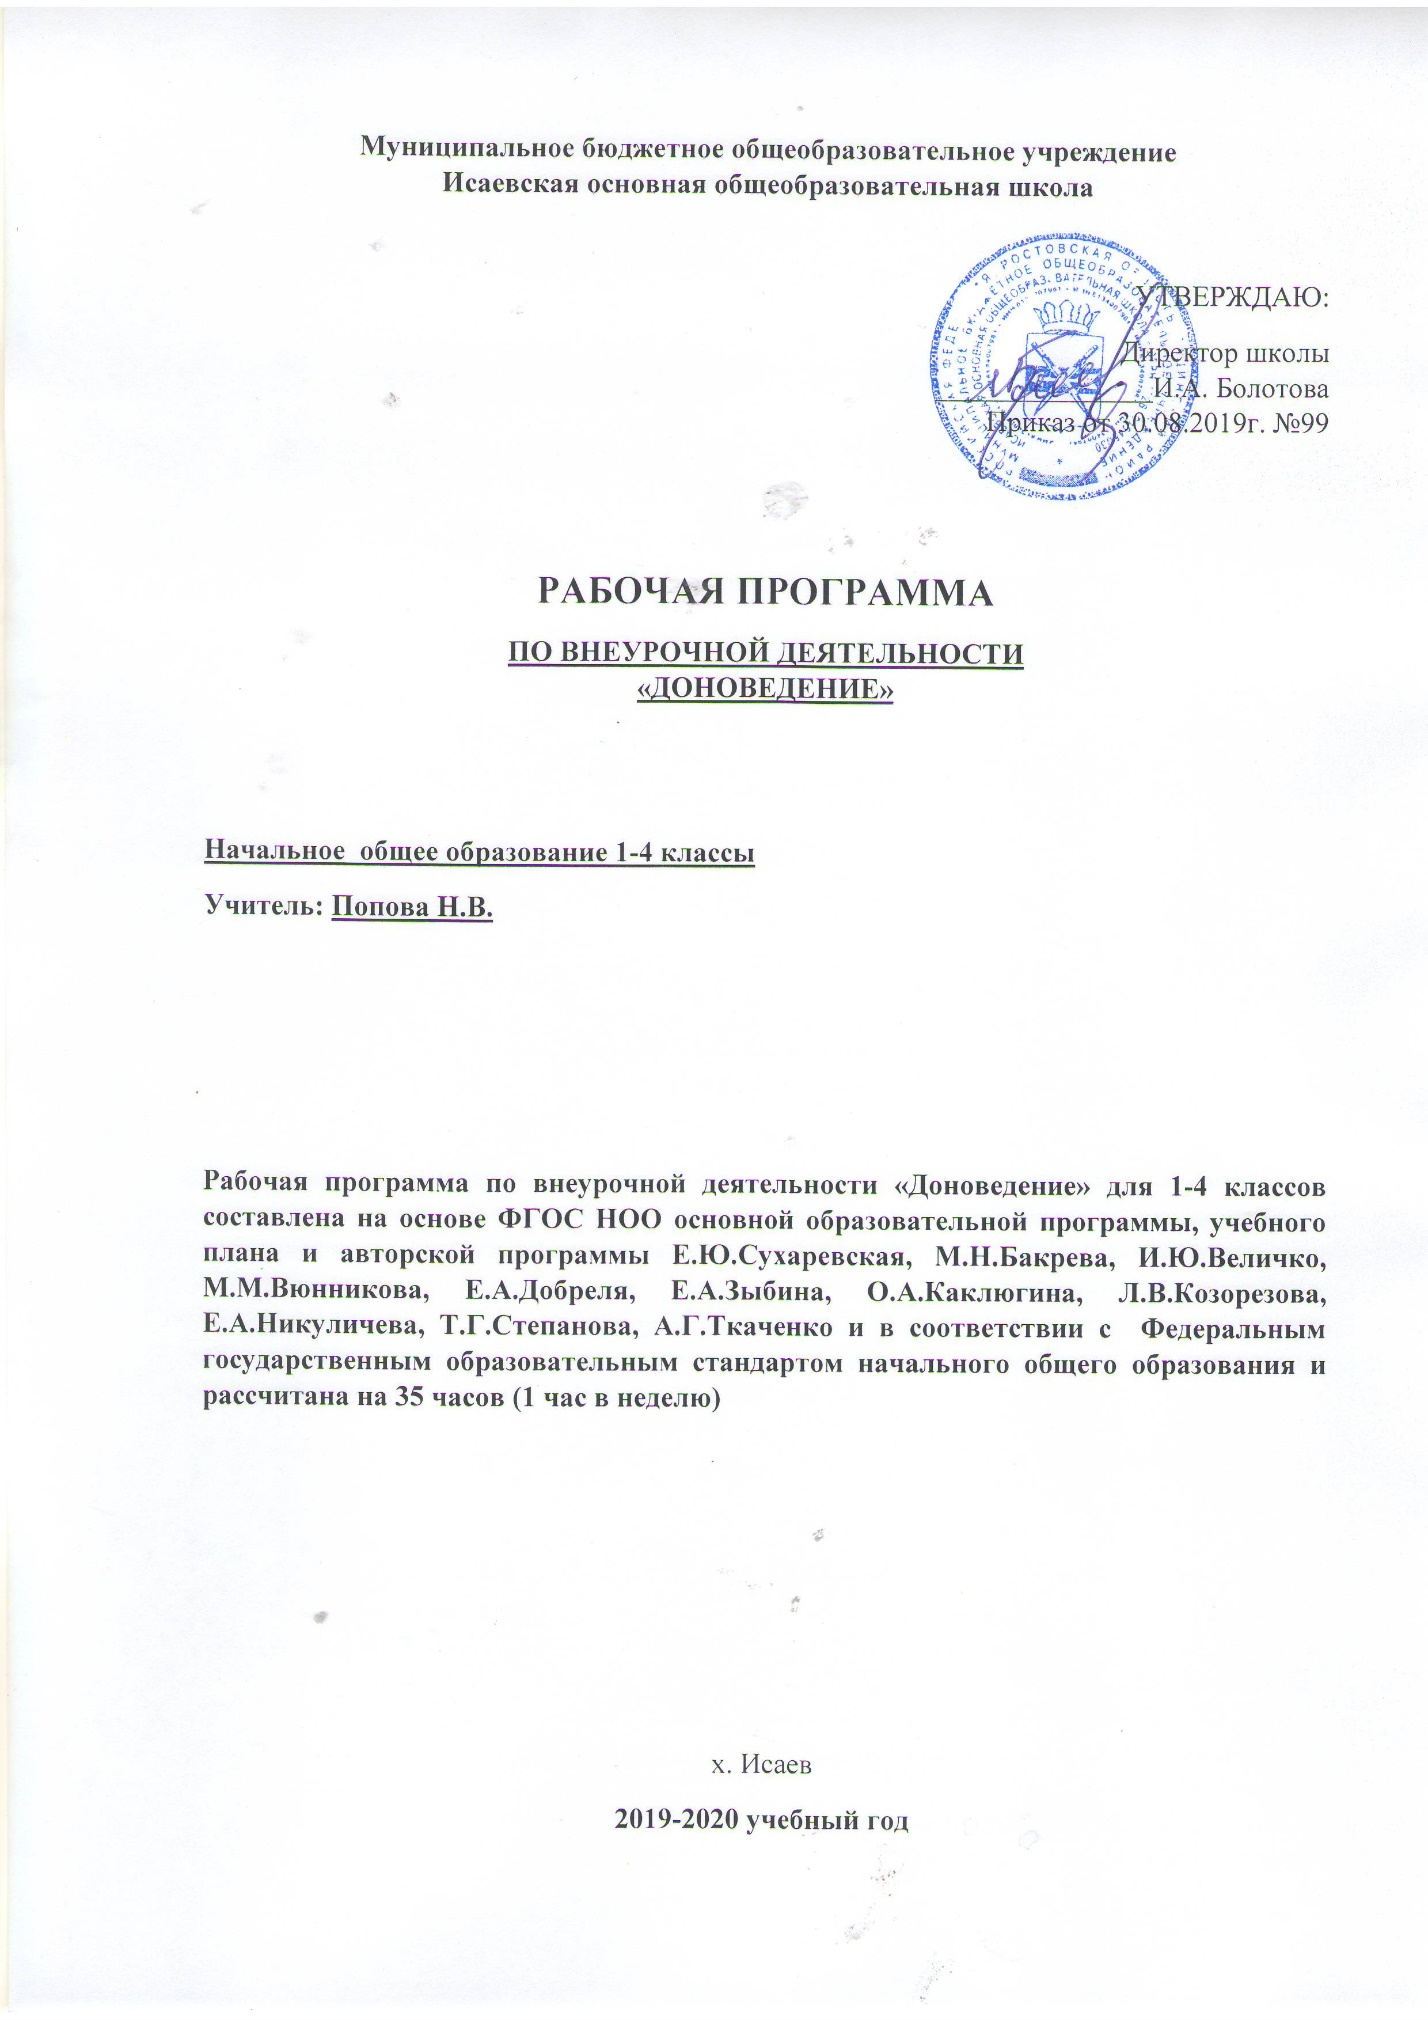 Муниципальное бюджетное общеобразовательное учреждение
Исаевская основная общеобразовательная школа
УТВЕРЖДАЮ:
Директор школы
И.А. Болотова
Приказ от 30.08.2019г. №99
РАБОЧАЯ ПРОГРАММА
ПО ВНЕУРОЧНОЙ ДЕЯТЕЛЬНОСТИ
«ДОНОВЕДЕНИЕ»
Начальное общее образование 1-4 классы
Учитель: Попова Н.В.
Рабочая программа по внеурочной деятельности «Доноведение» для 1-4 классов
составлена на основе ФГОС НОО основной образовательной программы, учебного
плана и авторской программы Е.Ю.Сухаревская, М.Н.Бакрева, И.Ю.Величко,
М.М.Вюнникова, Е.А.Добреля, Е.А.Зыбина, О.А.Каклюгина, Л.В.Козорезова,
Е.А.Никуличева, Т.Г.Степанова, А.Г.Ткаченко и в соответствии с Федеральным
государственным образовательным стандартом начального общего образования и
рассчитана на 35 часов (1 час в неделю)
х. Исаев
2019-2020 учебный год